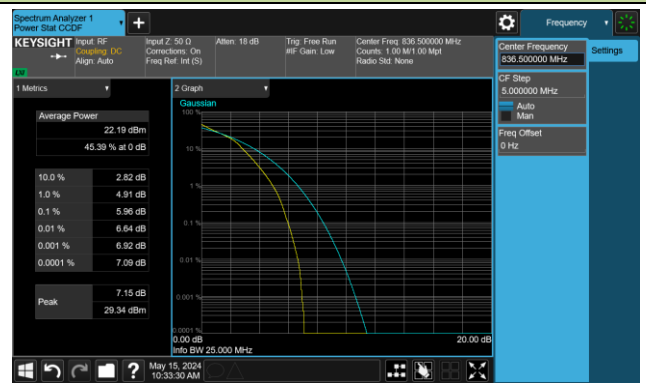 Spectrum Analyzer 1
Power Stat CCDF
Frequency
KEYSIGHT
Input: RF
Coupling: DC
Align: Auto
Input Z: 50 Ω
Corrections: On
Freq Ref: Int (S)
Atten: 18 dB
Trig: Free Run
#IF Gain: Low
Center Freq: 836.500000 MHz
Counts: 1.00 M/1.00 Mpt
Radio Std: None
Center Frequency
836.500000 MHz
Settings
CF Step
5.000000 MHz
Auto
Man
Freq Offset
0 Hz
1 Metrics
Average Power
22.19 dBm
45.39 % at 0 dB
10.0 % 2.82 dB
1.0 % 4.91 dB
0.1 % 5.96 dB
0.01 % 6.64 dB
0.001 % 6.92 dB
0.0001 % 7.09 dB
Peak
7.15 dB
29.34 dBm
2 Graph
Gaussian
100 %
10 %
1 %
0.1 %
0.01 %
0.001 %
0.0001 %
0.00 dB
20.00 dB
Info BW 25.000 MHz
?
May 15, 2024
10:33:30 AM